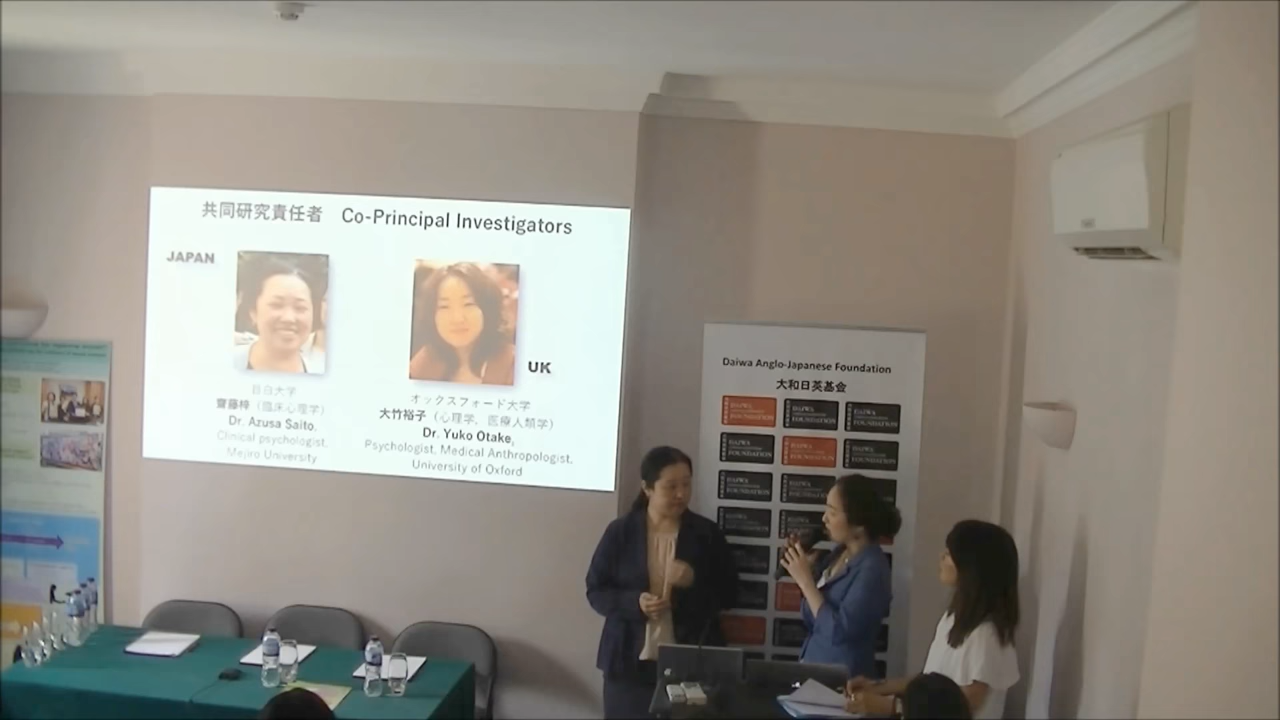 共同研究責任者 Co-Principal Investigators
JAPAN
UK
目白大学
齋藤梓（臨床心理学）
Dr. Azusa Saito,
Clinical psychologist,
Mejiro University
オックスフォード大学
大竹裕子（心理学，医療人類学）
Dr. Yuko Otake,
Psychologist, Medical Anthropologist,
University of Oxford
Daiwa Anglo-Japanese Foundation
大和日英基金
DAIWA
FOUNDATION